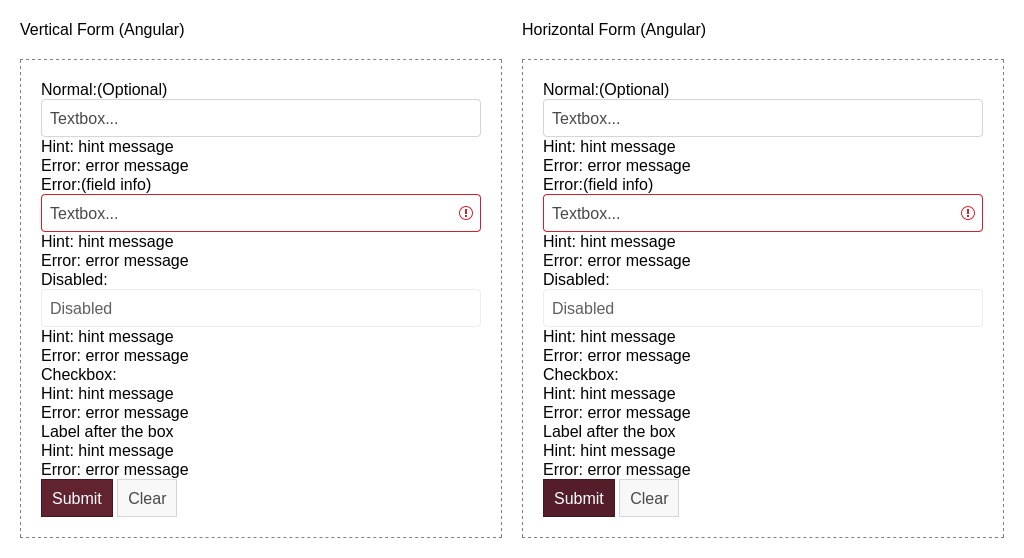 Vertical Form (Angular)
Normal:(Optional)
Textbox...
Hint: hint message
Error: error message
Error:(field info)
Textbox...
Hint: hint message
Error: error message
Disabled:
Disabled
Hint: hint message
Error: error message
Checkbox:
Hint: hint message
Error: error message
Label after the box
Hint: hint message
Error: error message
Submit Clear
Horizontal Form (Angular)
Normal:(Optional)
Textbox...
Hint: hint message
Error: error message
Error:(field info)
Textbox...
Hint: hint message
Error: error message
Disabled:
Disabled
Hint: hint message
Error: error message
Checkbox:
Hint: hint message
Error: error message
Label after the box
Hint: hint message
Error: error message
Submit Clear